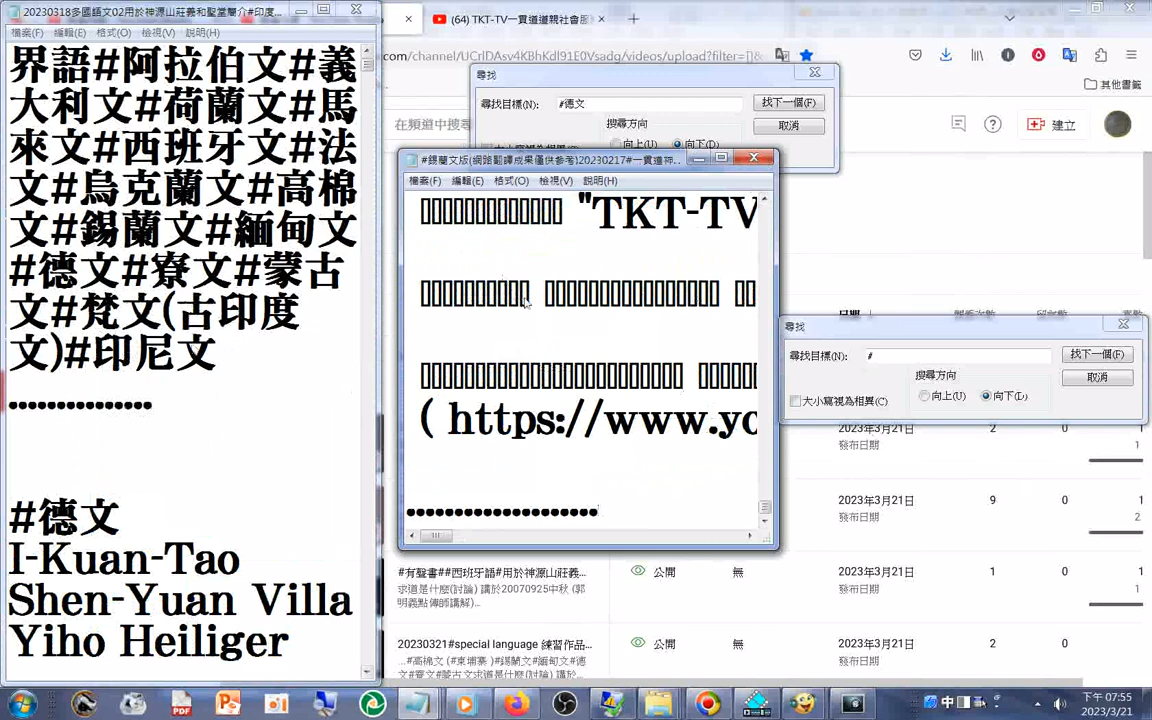 20230318多國語文02用於神源山莊義和聖堂簡介#印度...
檔案(F) 編輯(E) 格式(O) 檢視(V) 說明(H)
界語#阿拉伯文#義
大利文#荷蘭文#馬
來文#西班牙文#法
文#烏克蘭文#高棉
文#錫蘭文#緬甸文
#德文#寮文#蒙古
文#梵文(古印度
文)#印尼文
•••••••••••••••
#德文
I-Kuan-Tao
Shen-Yuan Villa
Yiho Heiliger
(64) TKT-TV一貫道道親社會服
com/channel/UCrlDAsv4KBhKdl91E0Vsadg/videos/upload?filter=[]&
其他書籤
在頻道中搜尋
建立
尋找
尋找目標(N): #德文
找下一個(F)
搜尋方向
取消
向上(U) 向下(D)
#錫蘭文版(網路翻譯成果僅供參考)20230217#一貫道神...
檔案(F) 編輯(E) 格式(O) 檢視(V) 說明(H)
"TKT-TV
( https://www.yo
••••••••••••••••••••
尋找
尋找目標(N): #
找下一個(F)
搜尋方向
取消
大小寫視為相異(C)
向上(U) 向下(D)
2023年3月21日 2 0 1
發布日期 1
2023年3月21日 9 0 1
發布日期 2
#有聲書##西班牙語#用於神源山莊義... 公開 無 2023年3月21日 1 0 1
求道是什麼(討論) 講於20070925中秋 (郭 發布日期 1
明義點傳師講解)...
20230321#special language 練習作品... 公開 無 2023年3月21日 2 0
...#高棉文 (#柬埔寨 )#錫蘭文#緬甸文#德 發布日期
文#寮文#蒙古文求道是什麼(討論) 講於...
中
下午 07:55
2023/3/21